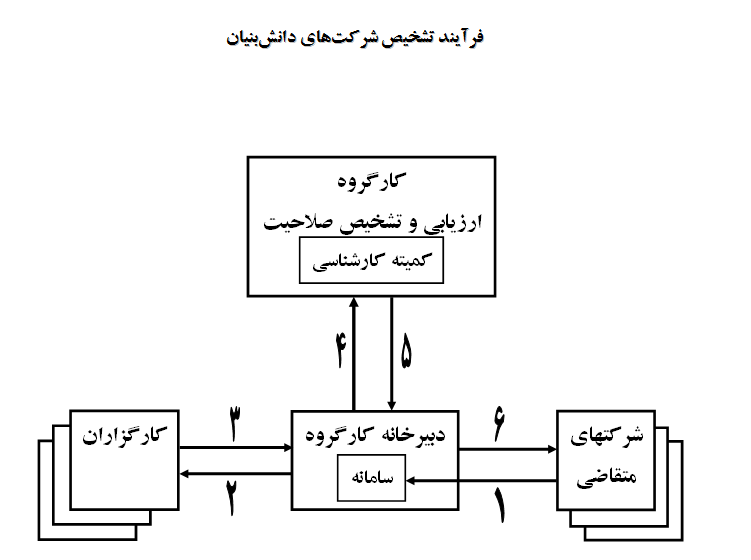 فرآیند تشخیص شرکت‌های دانش‌بنیان
کارگروه
ارزیابی و تشخیص صلاحیت
کمیته کارشناسی
۴
۵
شرکتهای
متقاضی
۶
۱
دبیرخانه کارگروه
سامانه
۳
۲
کارگزاران